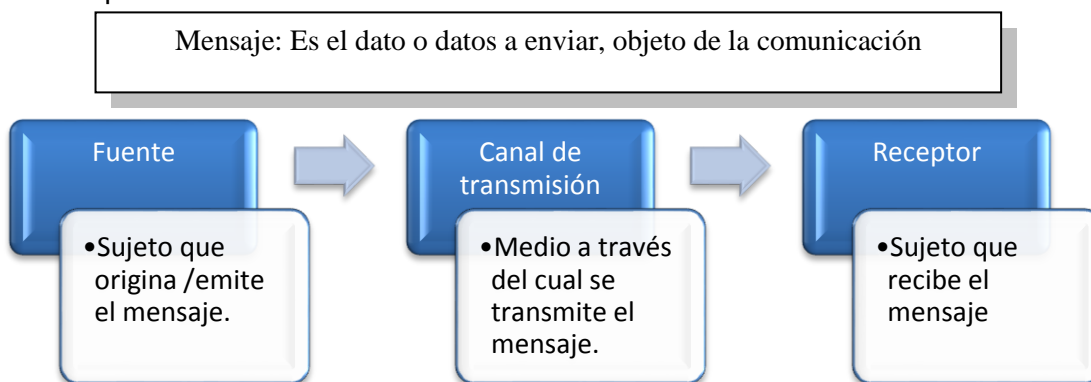 Mensaje: Es el dato o datos a enviar, objeto de la comunicación
Fuente
•Sujeto que
origina /emite
el mensaje.
Canal de
transmisión
•Medio a través
del cual se
transmite el
mensaje.
Receptor
•Sujeto que
recibe el
mensaje